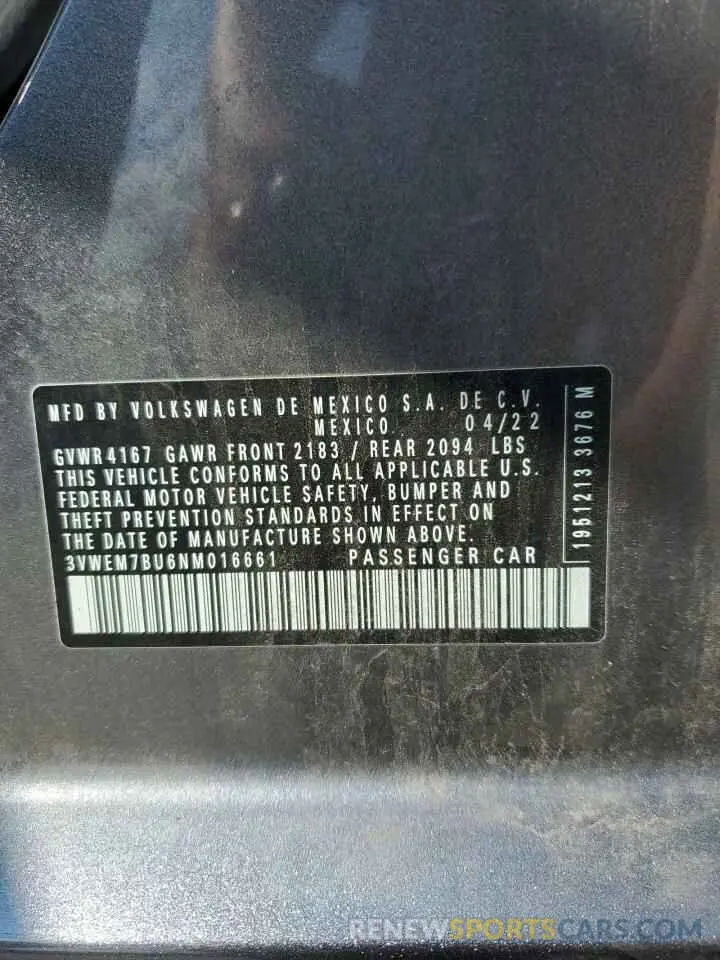 MFD BY VOLKSWAGEN DE MEXICO S.A. DE C.V.
MEXICO 04/22
GVWR 4167 GAWR FRONT 2183 / REAR 2094 LBS
THIS VEHICLE CONFORMS TO ALL APPLICABLE U.S.
FEDERAL MOTOR VEHICLE SAFETY, BUMPER AND
THEFT PREVENTION STANDARDS IN EFFECT ON
THE DATE OF MANUFACTURE SHOWN ABOVE.
3VWEM7BU6NM016661 PASSENGER CAR
1951213 3676 M
RENEWSPORTSCARS.COM